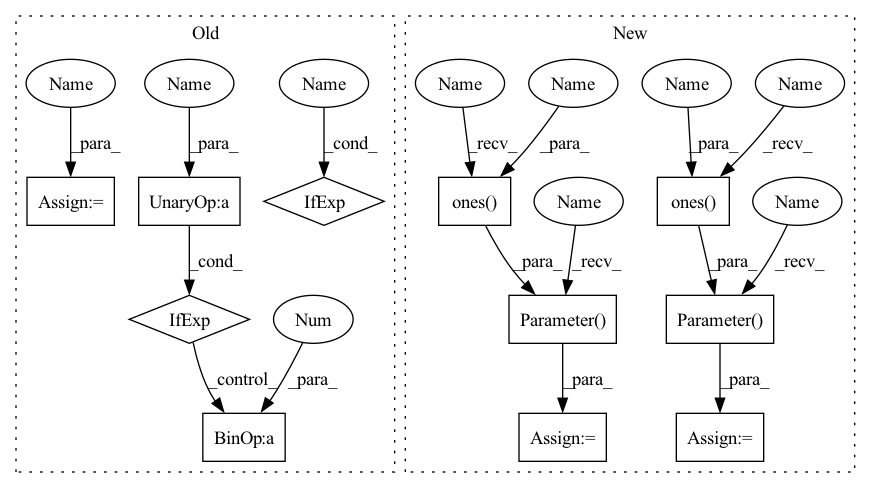 Old
New
Name
Name
Name
Name
Name
Name
Name
_para_
_para_
_cond_
_recv_
_para_
_para_
_recv_
Assign:=
UnaryOp:a
IfExp
ones()
Name
ones()
Name
_cond_
_para_
_recv_
_para_
_recv_
IfExp
Num
Parameter()
Parameter()
_control_
_para_
_para_
_para_
BinOp:a
Assign:=
Assign:=